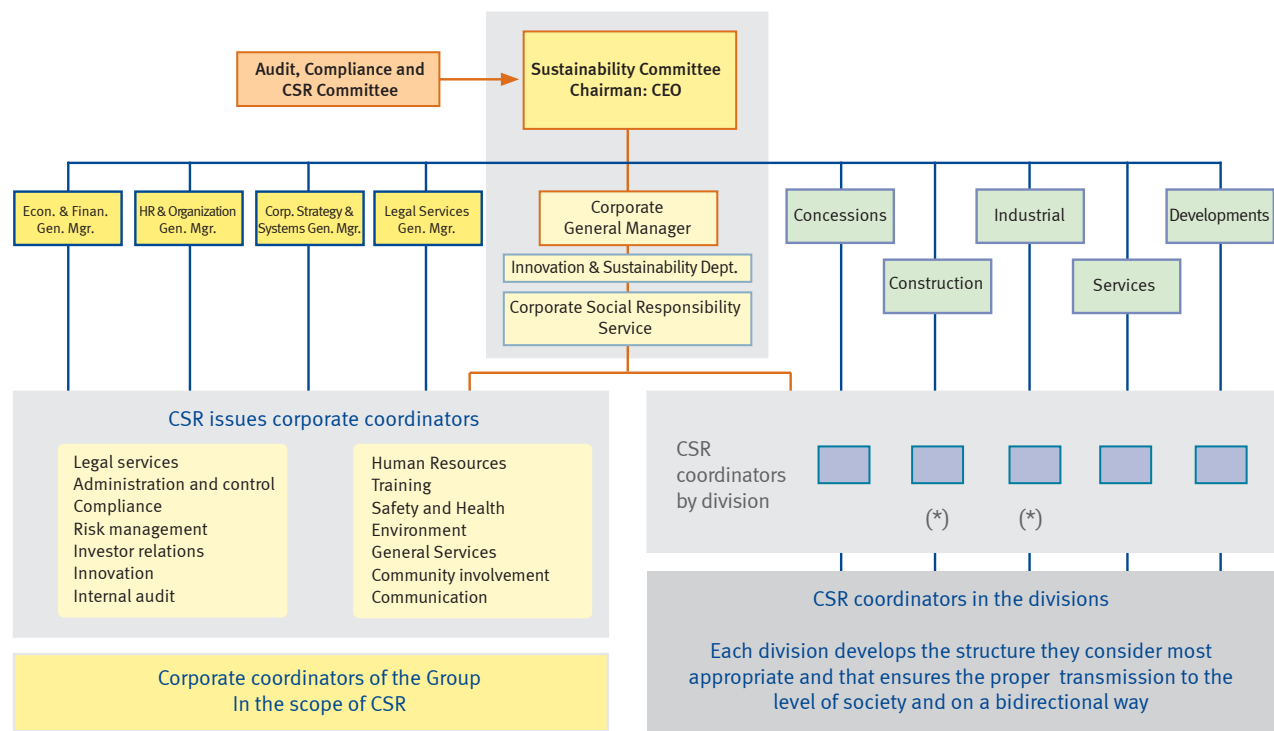 Audit, Compliance and
CSR Committee
Sustainability Committee
Chairman: CEO
Econ. & Finan.
Gen. Mgr.
HR & Organization
Gen. Mgr.
Corp. Strategy &
Systems Gen. Mgr.
Legal Services
Gen. Mgr.
Corporate
General Manager
Innovation & Sustainability Dept.
Corporate Social Responsibility
Service
Concessions
Construction
Industrial
Services
Developments
CSR issues corporate coordinators
Legal services
Administration and control
Compliance
Risk management
Investor relations
Innovation
Internal audit
Human Resources
Training
Safety and Health
Environment
General Services
Community involvement
Communication
Corporate coordinators of the Group
In the scope of CSR
CSR
coordinators
by division
(*)
(*)
CSR coordinators in the divisions
Each division develops the structure they consider most
appropriate and that ensures the proper transmission to the
level of society and on a bidirectional way